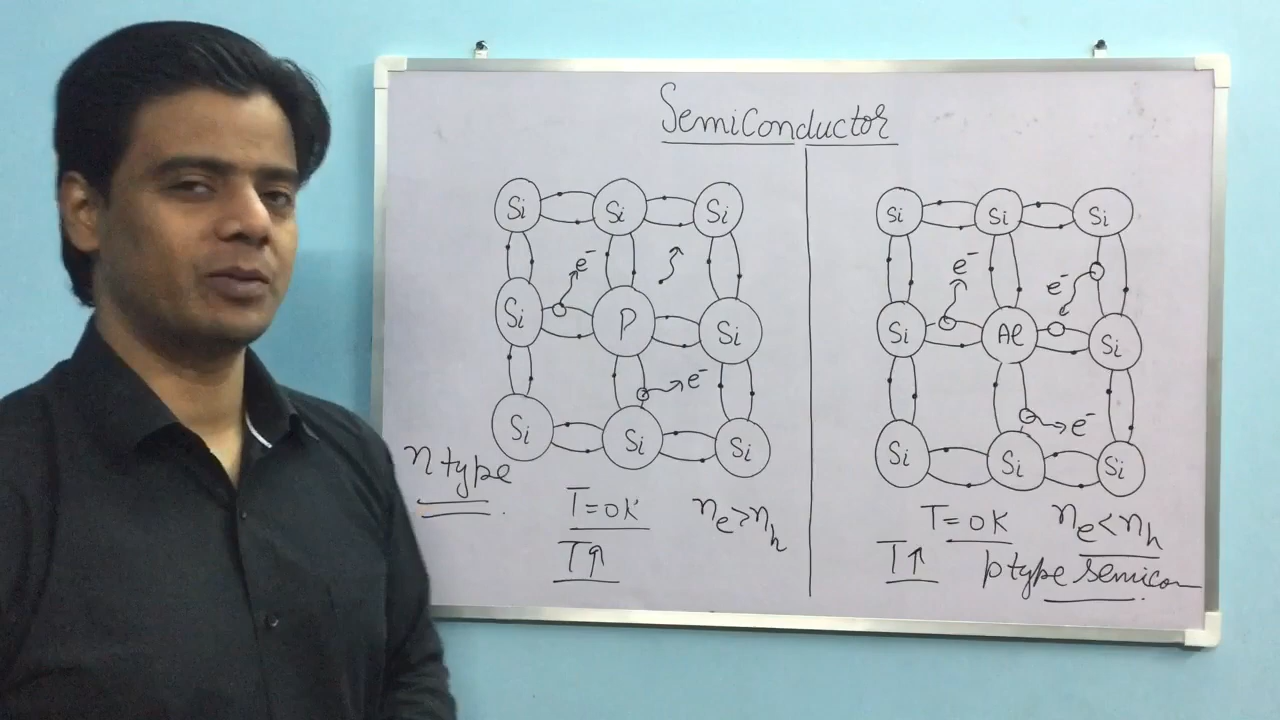 SemiConductor
Si Si Si
e⁻
Si P Si
e⁻
Si Si Si
n type
T=0K nₑ>nₕ
T↑
Si Si Si
e⁻ e⁻
Si Al Si
e⁻
Si Si Si
T=0K nₑ<nₕ
T↑ p type semicon